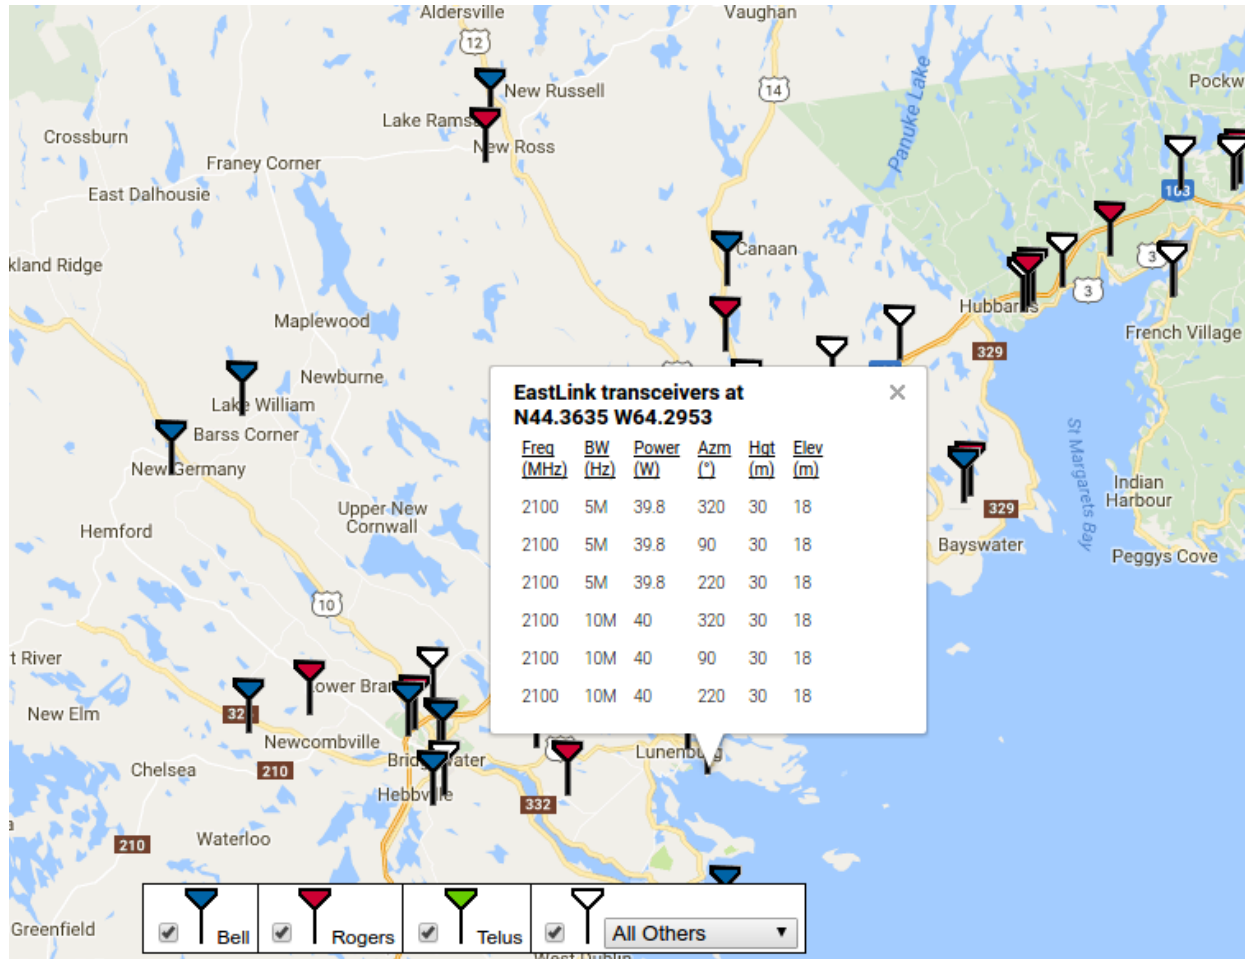 Aldersville
Vaughan
12
14
New Russell
Pockw
Panuke Lake
Lake Rams
New Ross
Crossburn
Franey Corner
East Dalhousie
103
Canaan
kland Ridge
3
3
Hubbards
Maplewood
French Village
329
Newburne
Lake William
Barss Corner
New Germany
EastLink transceivers at
N44.3635 W64.2953
Freq (MHz) BW (Hz) Power (W) Azm (°) Hgt (m) Elev (m)
2100 5M 39.8 320 30 18
2100 5M 39.8 90 30 18
2100 5M 39.8 220 30 18
2100 10M 40 320 30 18
2100 10M 40 90 30 18
2100 10M 40 220 30 18
St Margarets Bay
Indian
Harbour
329
Bayswater
Peggys Cove
Upper New
Cornwall
Hemford
10
t River
Lower Bran
New Elm
Newcombville
Chelsea
210
Bridgewater
Lunenburg
Hebbville
332
Waterloo
210
Greenfield
Bell
Rogers
Telus
All Others
West Dublin